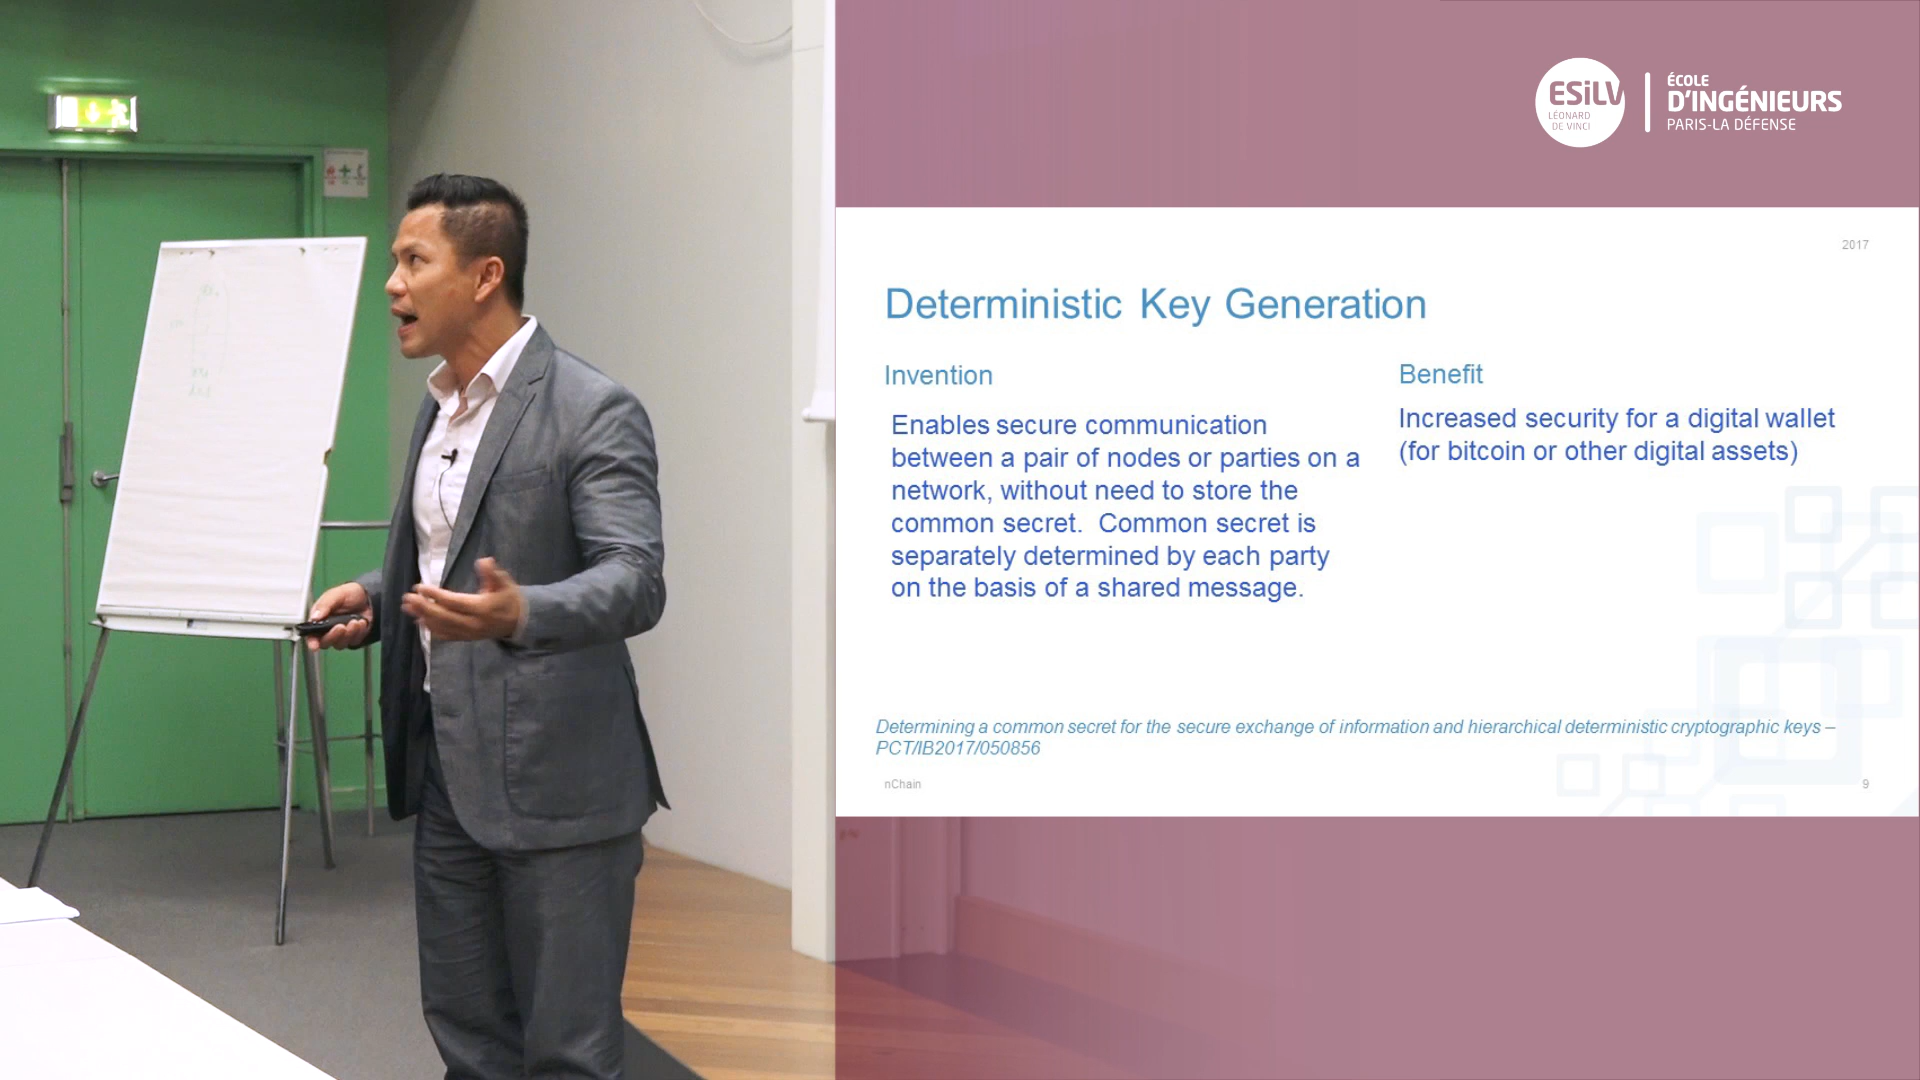 ESiLV
LÉONARD
DE VINCI
ÉCOLE
D'INGÉNIEURS
PARIS-LA DÉFENSE
2017
Deterministic Key Generation
Invention
Enables secure communication
between a pair of nodes or parties on a
network, without need to store the
common secret.  Common secret is
separately determined by each party
on the basis of a shared message.
Benefit
Increased security for a digital wallet
(for bitcoin or other digital assets)
Determining a common secret for the secure exchange of information and hierarchical deterministic cryptographic keys –
PCT/IB2017/050856
nChain
9